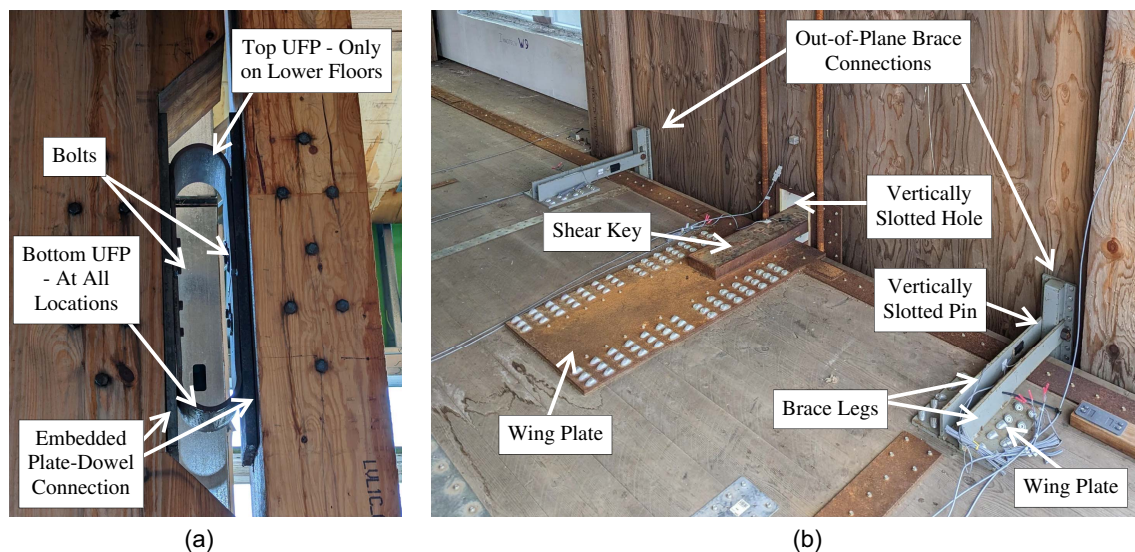 Top UFP - Only
on Lower Floors
Bolts
Bottom UFP
- At All
Locations
Embedded
Plate-Dowel
Connection
LVL1C
(a)
Out-of-Plane Brace
Connections
Vertically
Slotted Hole
Shear Key
Vertically
Slotted Pin
Brace Legs
Wing Plate
Wing Plate
(b)